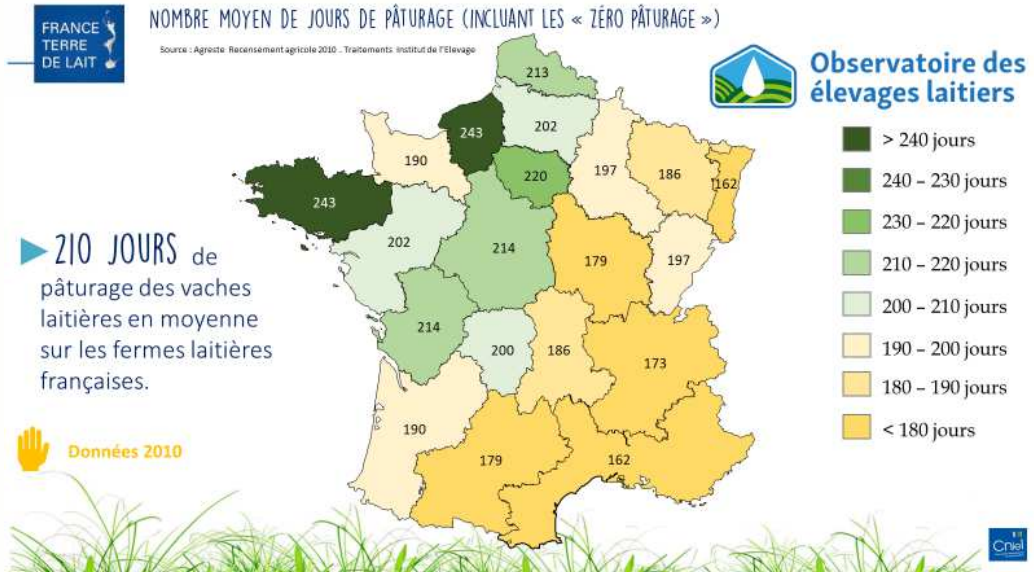 FRANCE
TERRE
DE LAIT
NOMBRE MOYEN DE JOURS DE PÂTURAGE (INCLUANT LES « ZÉRO PÂTURAGE »)
Source : Agreste Recensement agricole 2010 . Traitements Institut de l'Elevage
Observatoire des
élevages laitiers
> 240 jours
240 – 230 jours
230 – 220 jours
210 – 220 jours
200 – 210 jours
190 – 200 jours
180 – 190 jours
< 180 jours
213
243
202
190
220
197
186
162
243
202
214
179
197
214
200
186
173
190
179
162
210 JOURS de
pâturage des vaches
laitières en moyenne
sur les fermes laitières
françaises.
Données 2010
Cniel